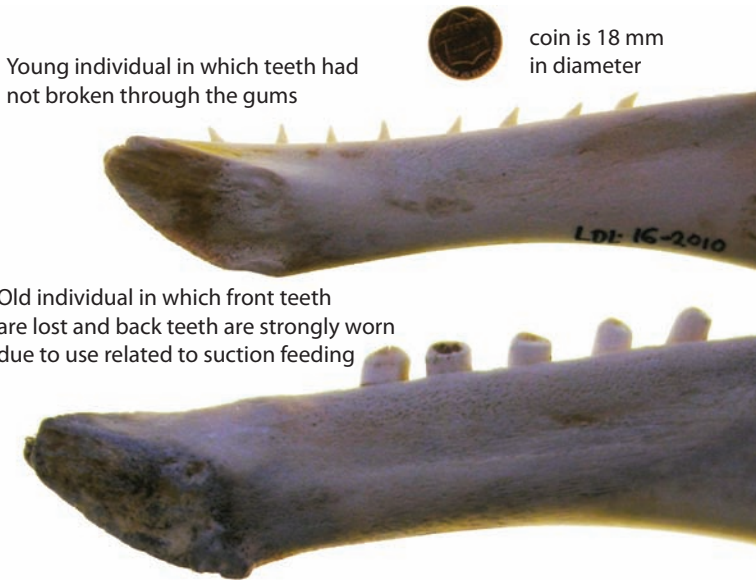 coin is 18 mm
in diameter
Young individual in which teeth had
not broken through the gums
LDL 16-2010
Old individual in which front teeth
are lost and back teeth are strongly worn
due to use related to suction feeding